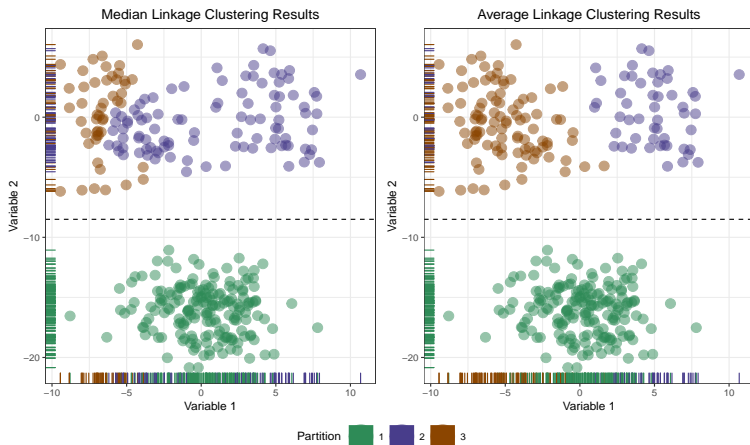 Median Linkage Clustering Results
Average Linkage Clustering Results
Variable 2
0
−10
−20
−10
−5
0
5
10
Variable 1
Variable 2
0
−10
−20
−10
−5
0
5
10
Variable 1
Partition 1 2 3